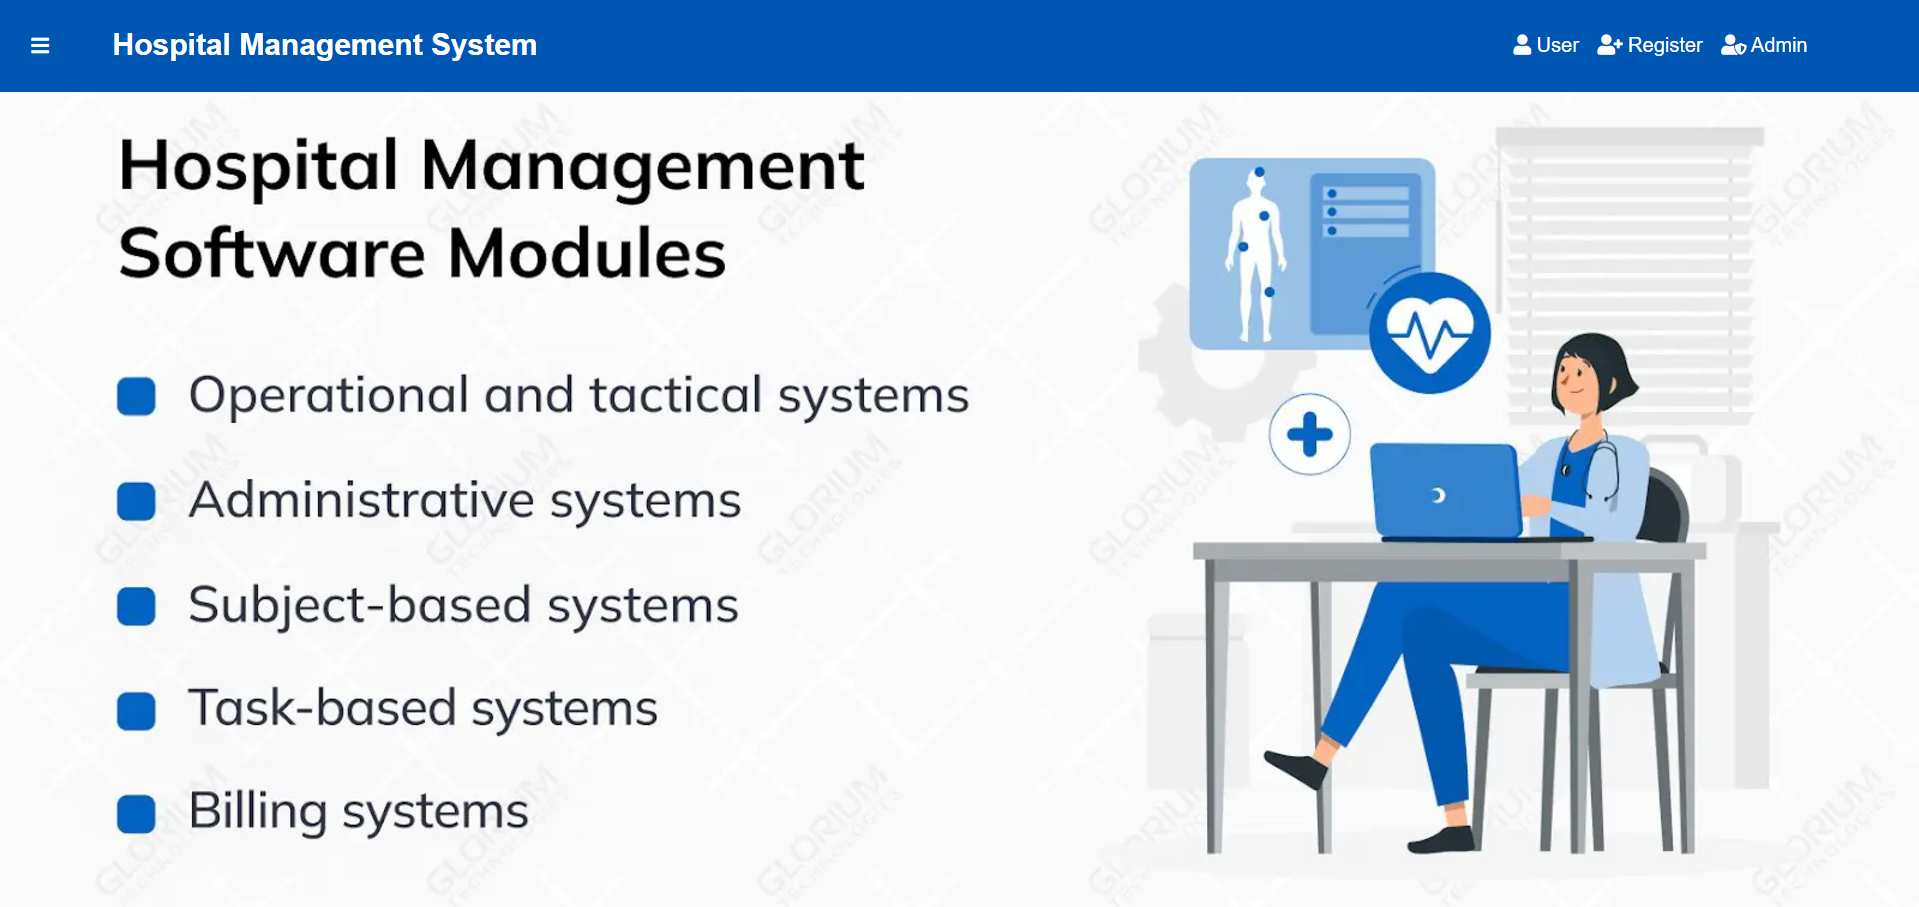 Hospital Management System
User Register Admin
Hospital Management
Software Modules
Operational and tactical systems
Administrative systems
Subject-based systems
Task-based systems
Billing systems
GLORIUM
TECHNOLOGIES